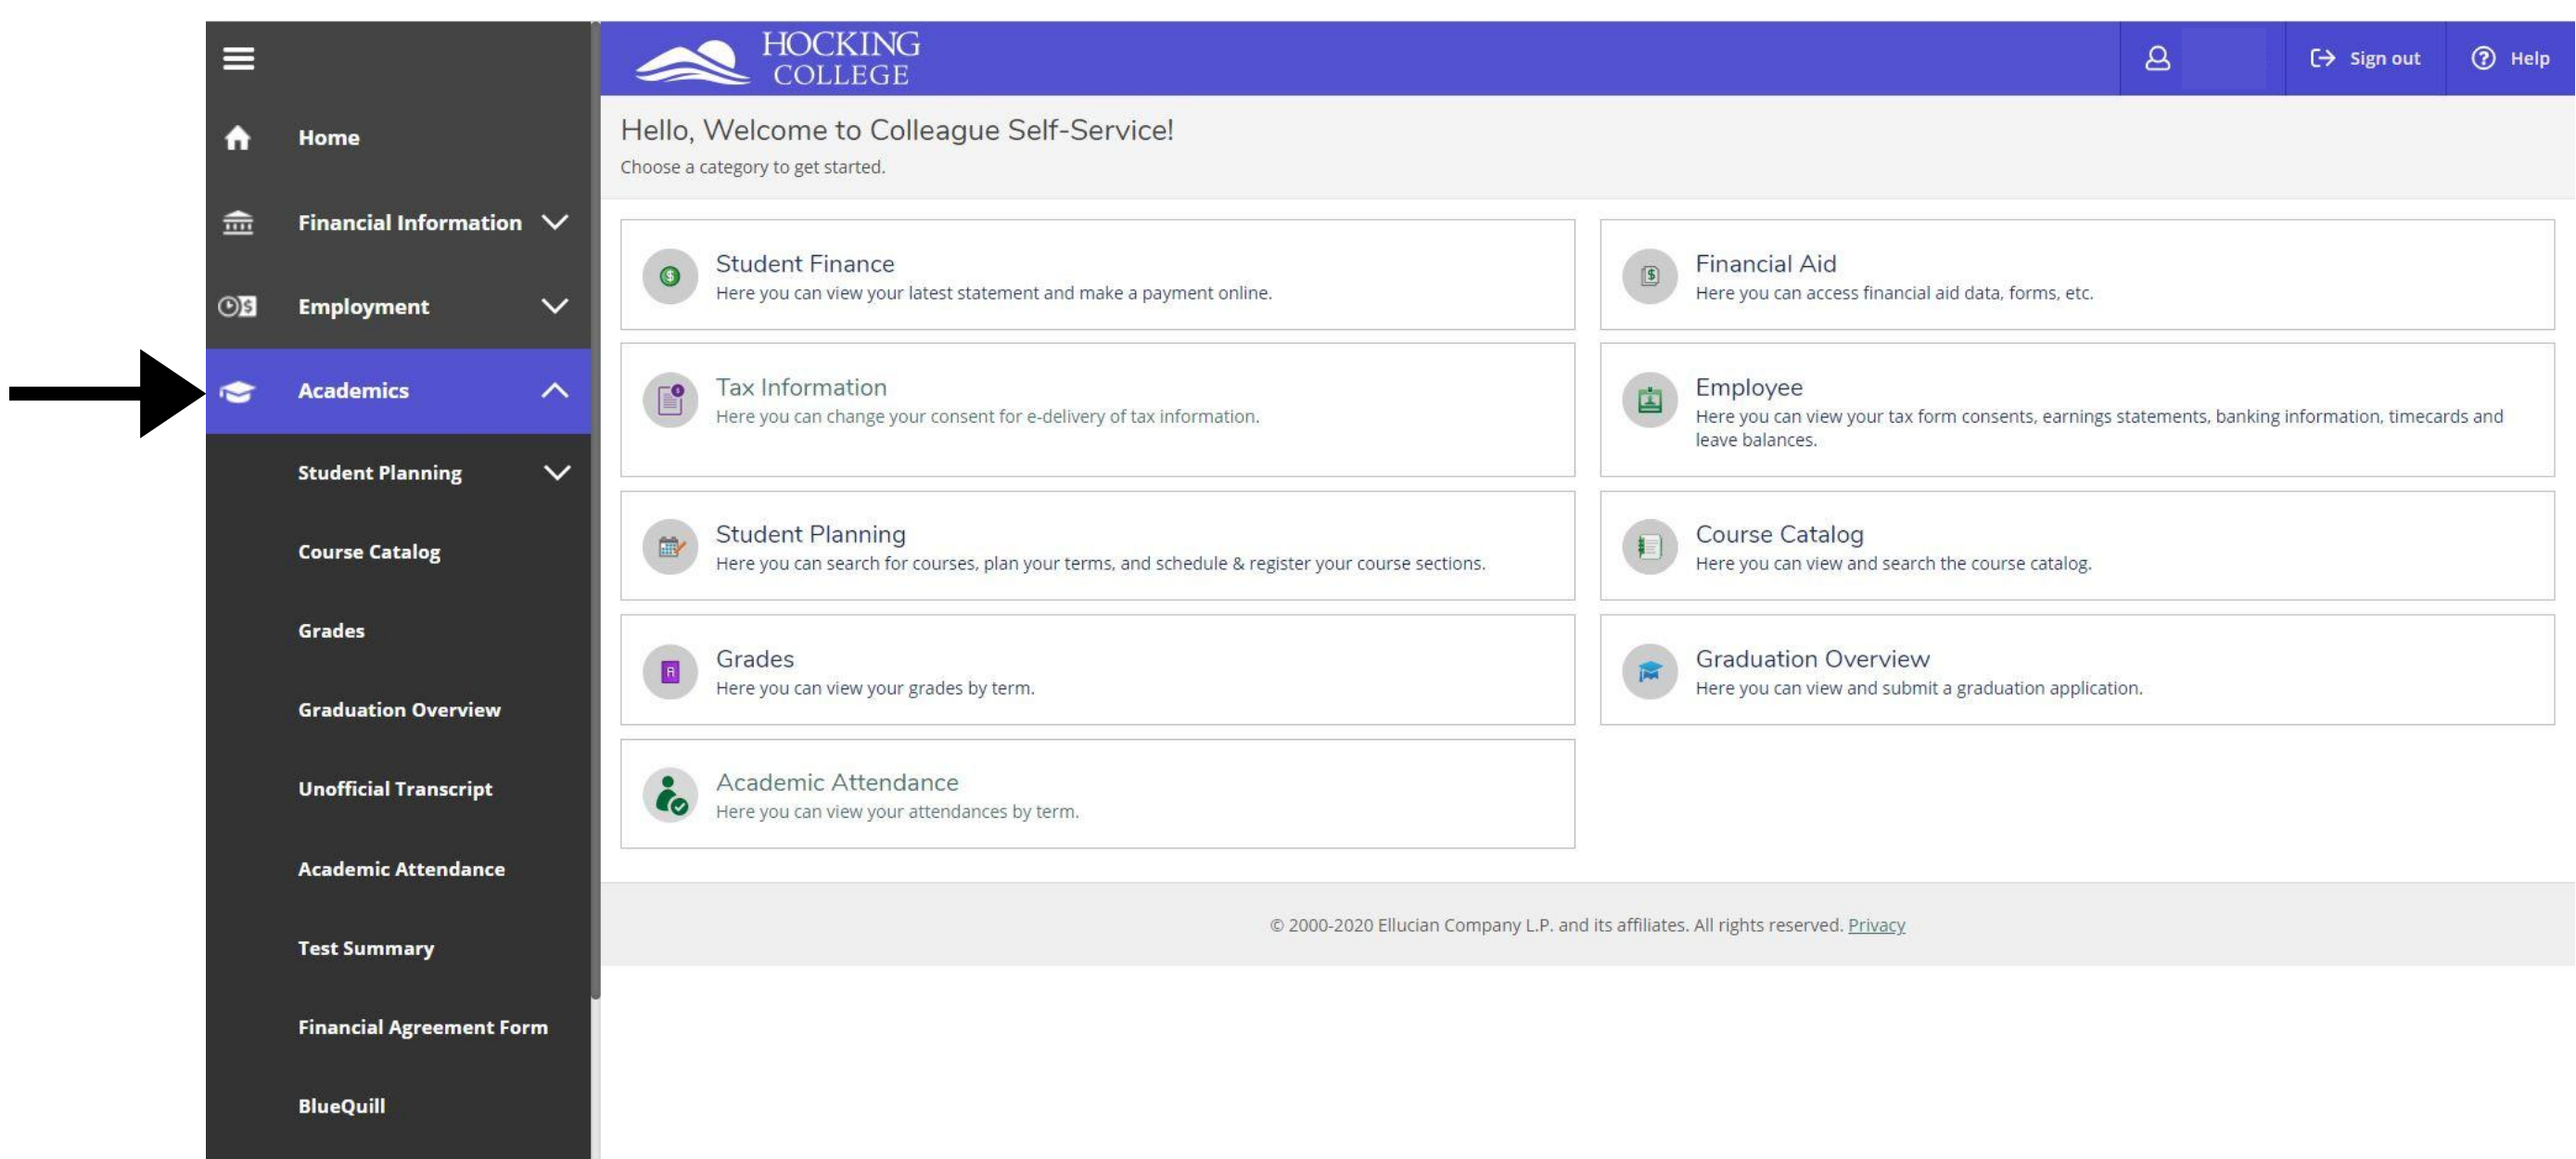 HOCKING
COLLEGE
Sign out
Help
Home
Financial Information
Employment
Academics
Student Planning
Course Catalog
Grades
Graduation Overview
Unofficial Transcript
Academic Attendance
Test Summary
Financial Agreement Form
BlueQuill
Hello, Welcome to Colleague Self-Service!
Choose a category to get started.
Student Finance
Here you can view your latest statement and make a payment online.
Financial Aid
Here you can access financial aid data, forms, etc.
Tax Information
Here you can change your consent for e-delivery of tax information.
Employee
Here you can view your tax form consents, earnings statements, banking information, timecards and
leave balances.
Student Planning
Here you can search for courses, plan your terms, and schedule & register your course sections.
Course Catalog
Here you can view and search the course catalog.
Grades
Here you can view your grades by term.
Graduation Overview
Here you can view and submit a graduation application.
Academic Attendance
Here you can view your attendances by term.
© 2000-2020 Ellucian Company L.P. and its affiliates. All rights reserved. Privacy